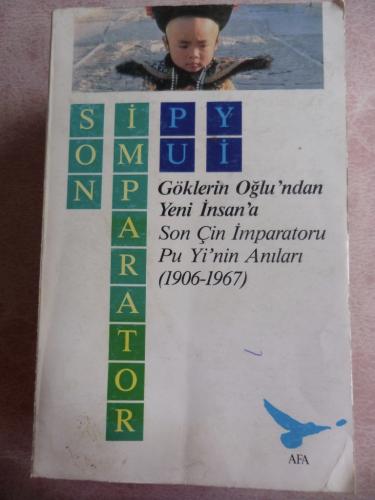 SON
İMPARATOR
PU
Yİ
Göklerin Oğlu'ndan
Yeni İnsan'a
Son Çin İmparatoru
Pu Yi'nin Anıları
(1906-1967)
AFA